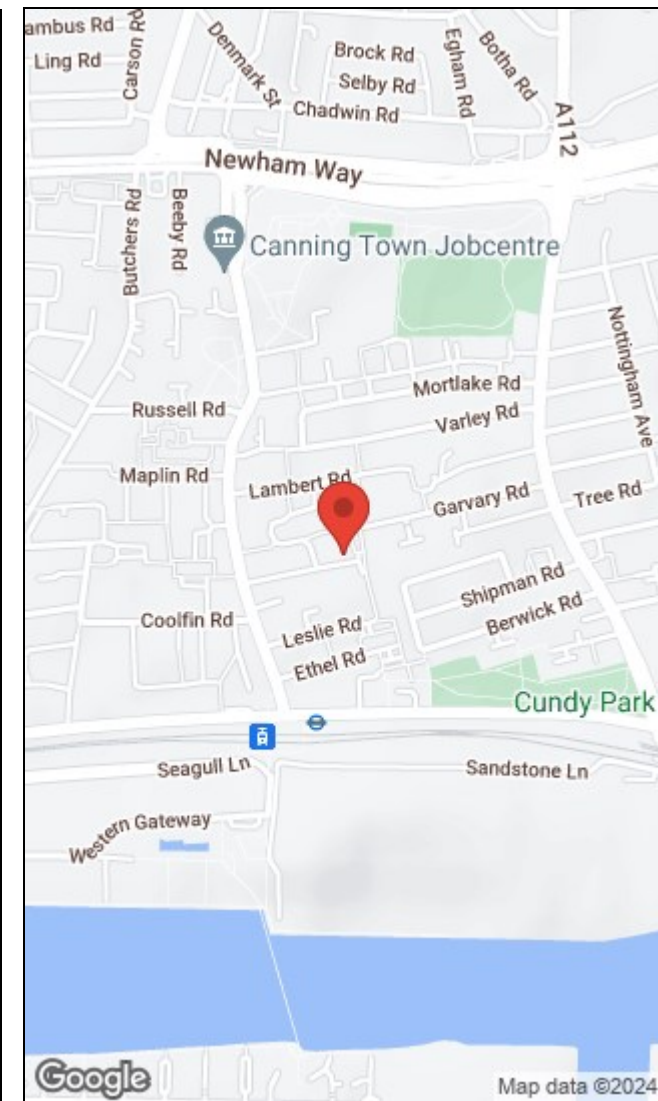 ambus Rd
Ling Rd
Carson Rd
Denmark St
Brock Rd
Selby Rd
Chadwin Rd
Egham Rd
Botha Rd
A112
Newham Way
Butchers Rd
Beeby Rd
Canning Town Jobcentre
Nottingham Ave
Mortlake Rd
Russell Rd
Varley Rd
Maplin Rd
Lambert Rd
Garvary Rd
Tree Rd
Shipman Rd
Coolfin Rd
Leslie Rd
Berwick Rd
Ethel Rd
Cundy Park
Seagull Ln
Sandstone Ln
Western Gateway
Google
Map data ©2024